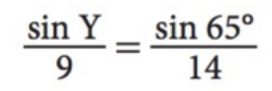 sin Y / 9 = sin 65° / 14